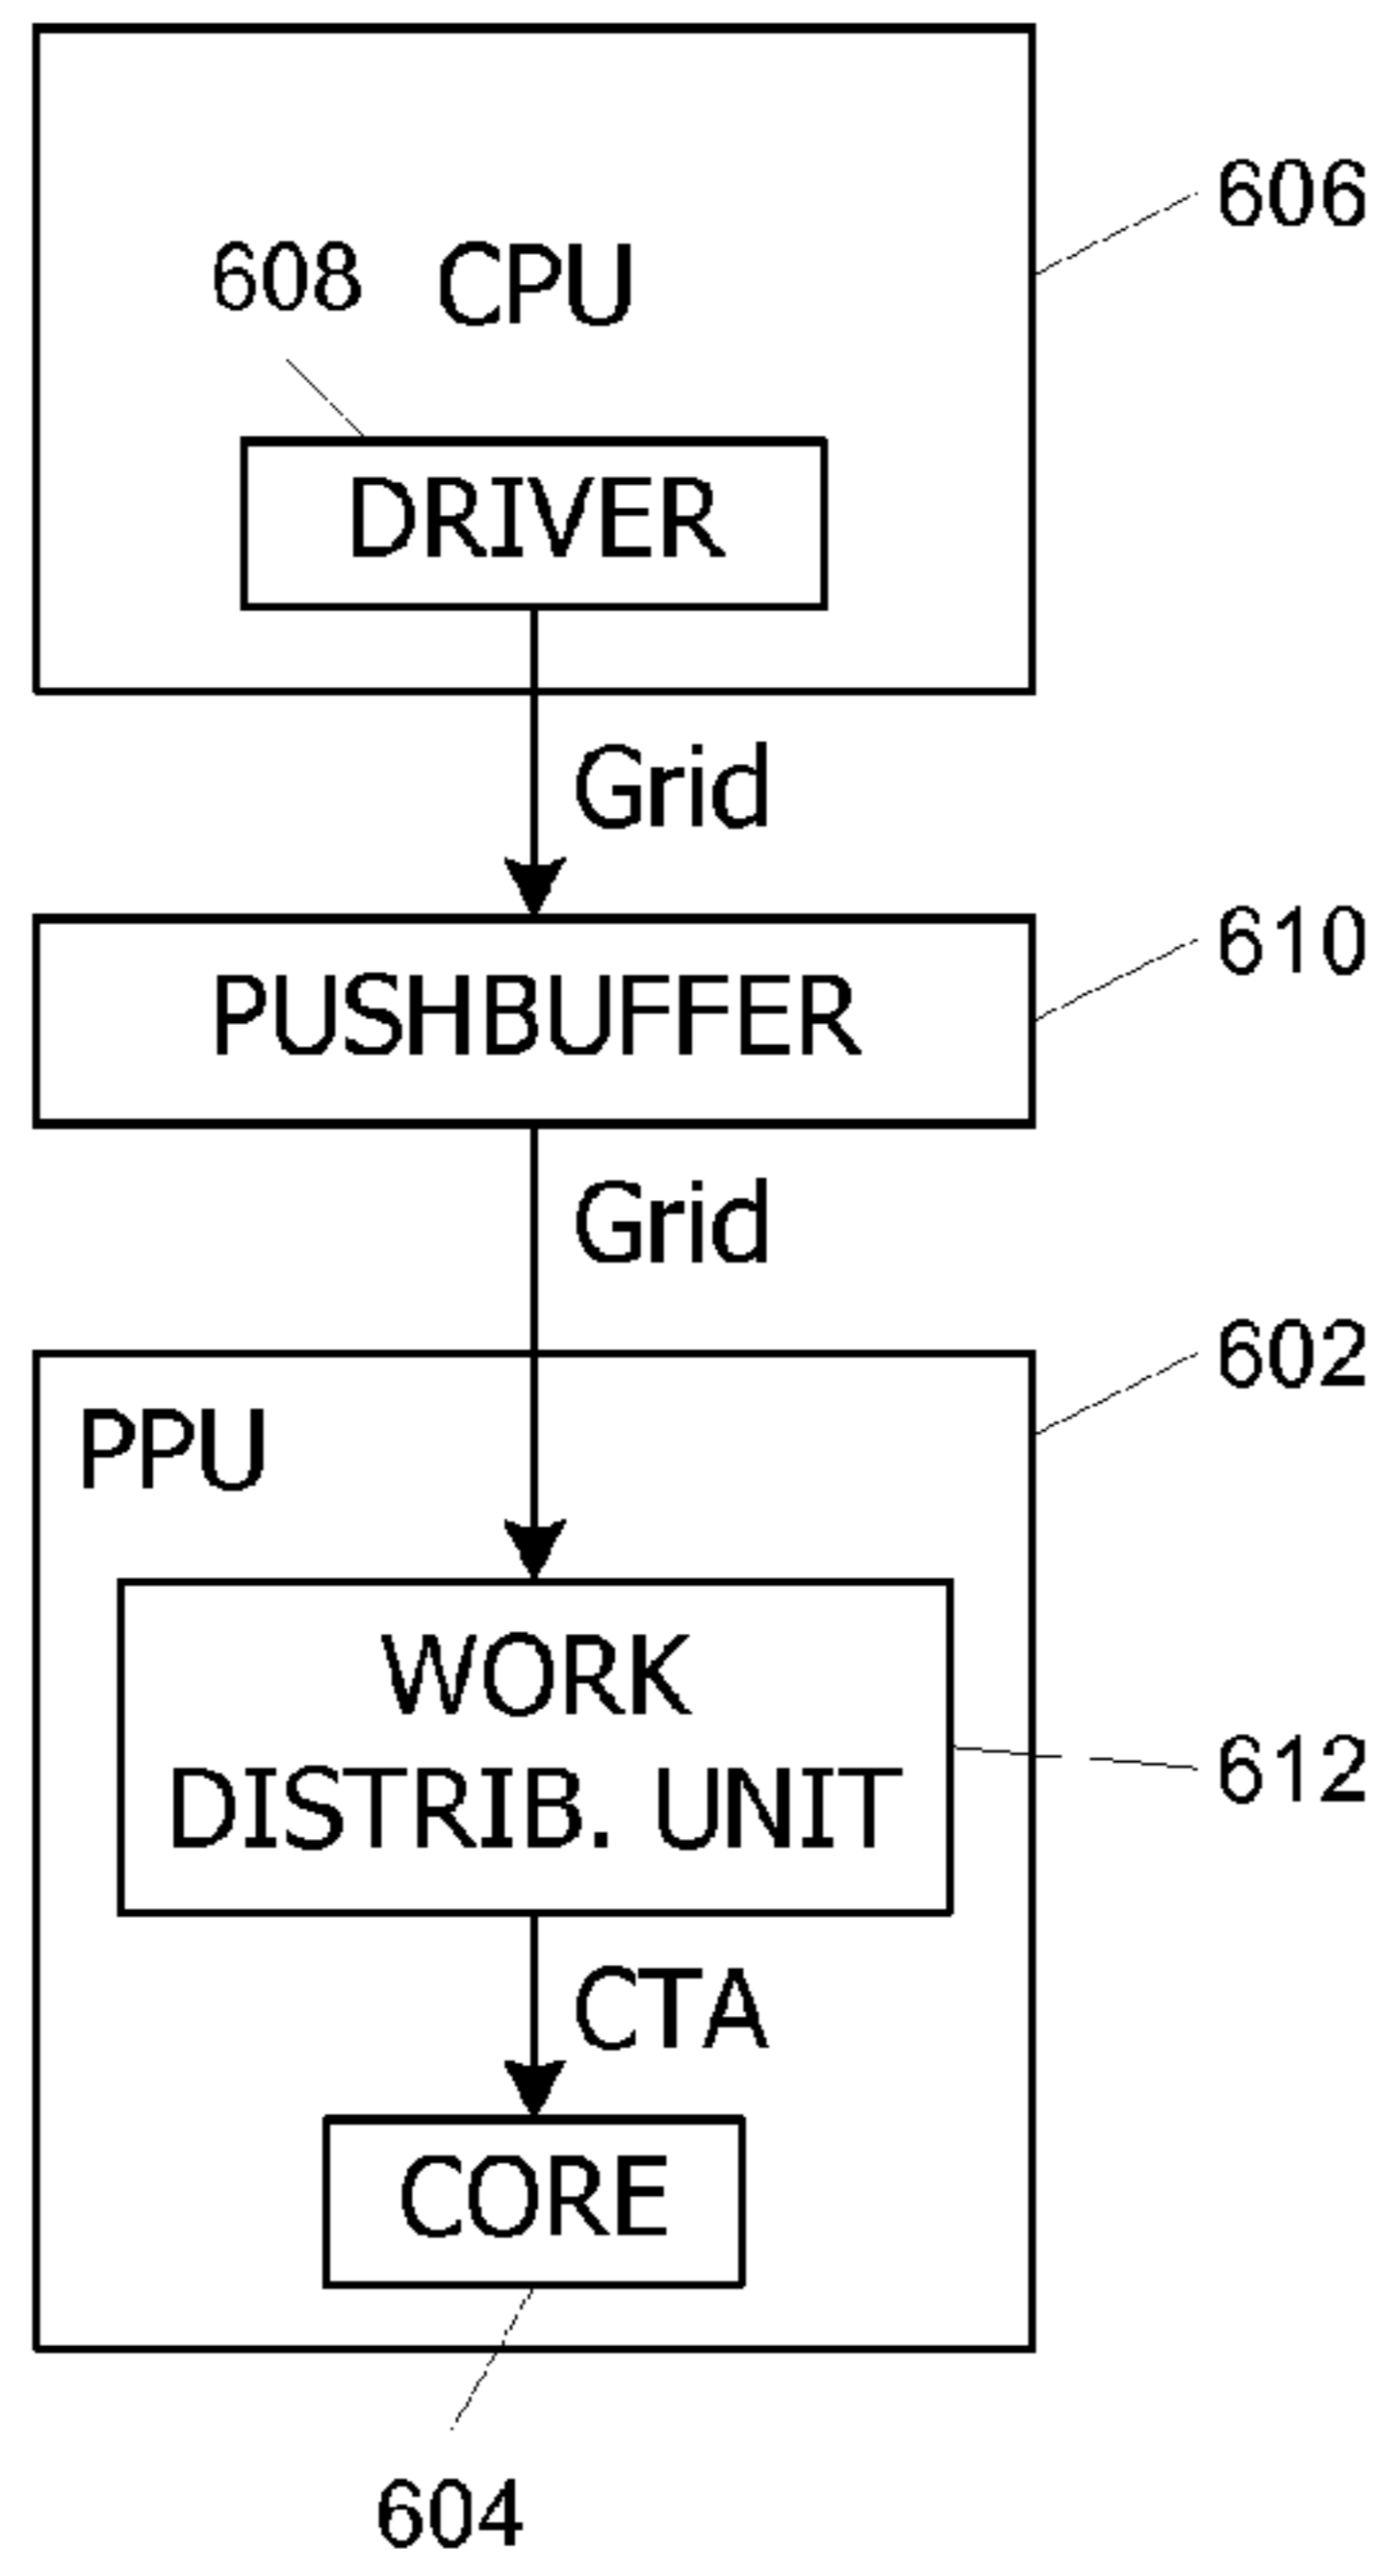 606
608 CPU
DRIVER
Grid
610
PUSHBUFFER
Grid
602
PPU
WORK
DISTRIB. UNIT
612
CTA
CORE
604